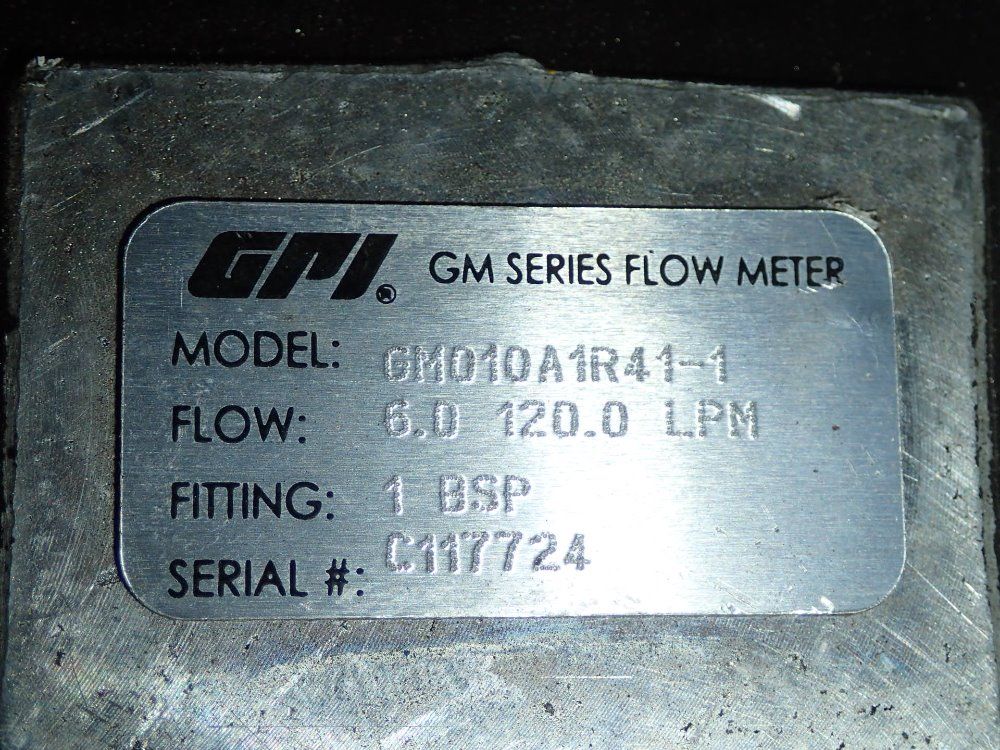 GPI® GM SERIES FLOW METER
MODEL: GM010A1R41-1
FLOW: 6.0 120.0 LPM
FITTING: 1 BSP
SERIAL #: C117724